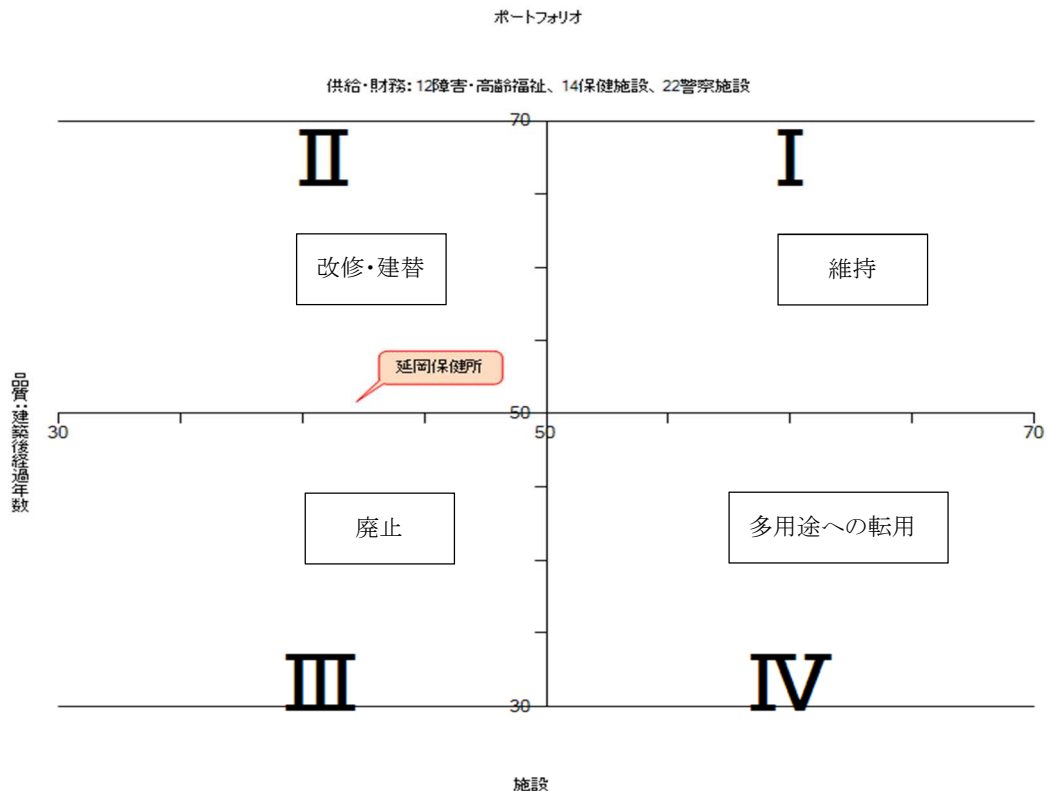 ポートフォリオ
供給・財務:12障害・高齢福祉、14保健施設、22警察施設
70
Ⅱ
Ⅰ
改修・建替
維持
延岡保健所
品質:建築後経過年数
50
30
50
70
廃止
多用途への転用
Ⅲ
Ⅳ
30
施設